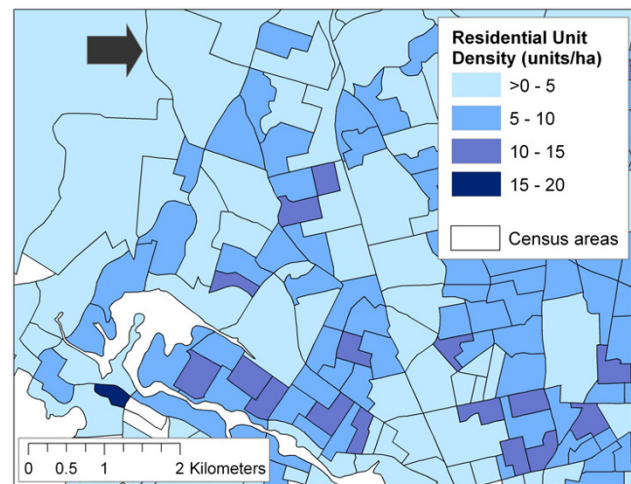 Residential Unit
Density (units/ha)
>0 - 5
5 - 10
10 - 15
15 - 20
Census areas
0 0.5 1 2 Kilometers